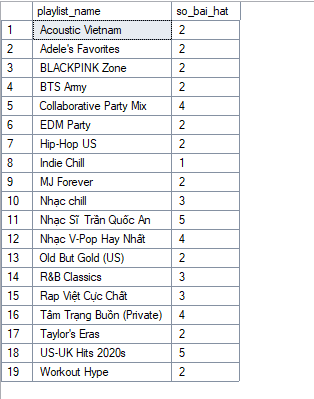 playlist_name so_bai_hat
1 Acoustic Vietnam 2
2 Adele's Favorites 2
3 BLACKPINK Zone 2
4 BTS Army 2
5 Collaborative Party Mix 4
6 EDM Party 2
7 Hip-Hop US 2
8 Indie Chill 1
9 MJ Forever 2
10 Nhạc chill 3
11 Nhạc Sĩ Trần Quốc An 5
12 Nhạc V-Pop Hay Nhất 4
13 Old But Gold (US) 2
14 R&B Classics 3
15 Rap Việt Cực Chất 3
16 Tâm Trạng Buồn (Private) 4
17 Taylor's Eras 2
18 US-UK Hits 2020s 5
19 Workout Hype 2